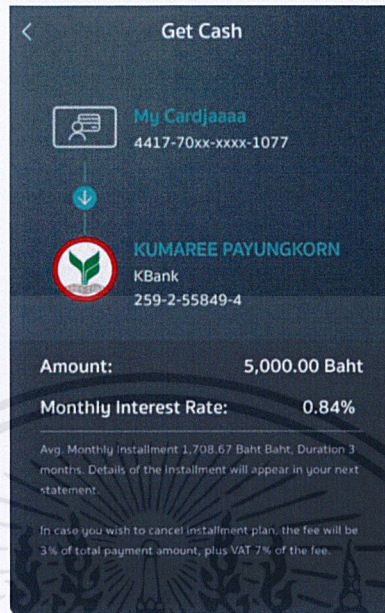 Get Cash
My Cardjaaaa
4417-70xx-xxxx-1077
KUMAREE PAYUNGKORN
KBank
259-2-55849-4
Amount: 5,000.00 Baht
Monthly Interest Rate: 0.84%
Avg. Monthly Installment 1,708.67 Baht Baht, Duration 3
months. Details of the installment will appear in your next
statement.
In case you wish to cancel installment plan, the fee will be
3% of total payment amount, plus VAT 7% of the fee.